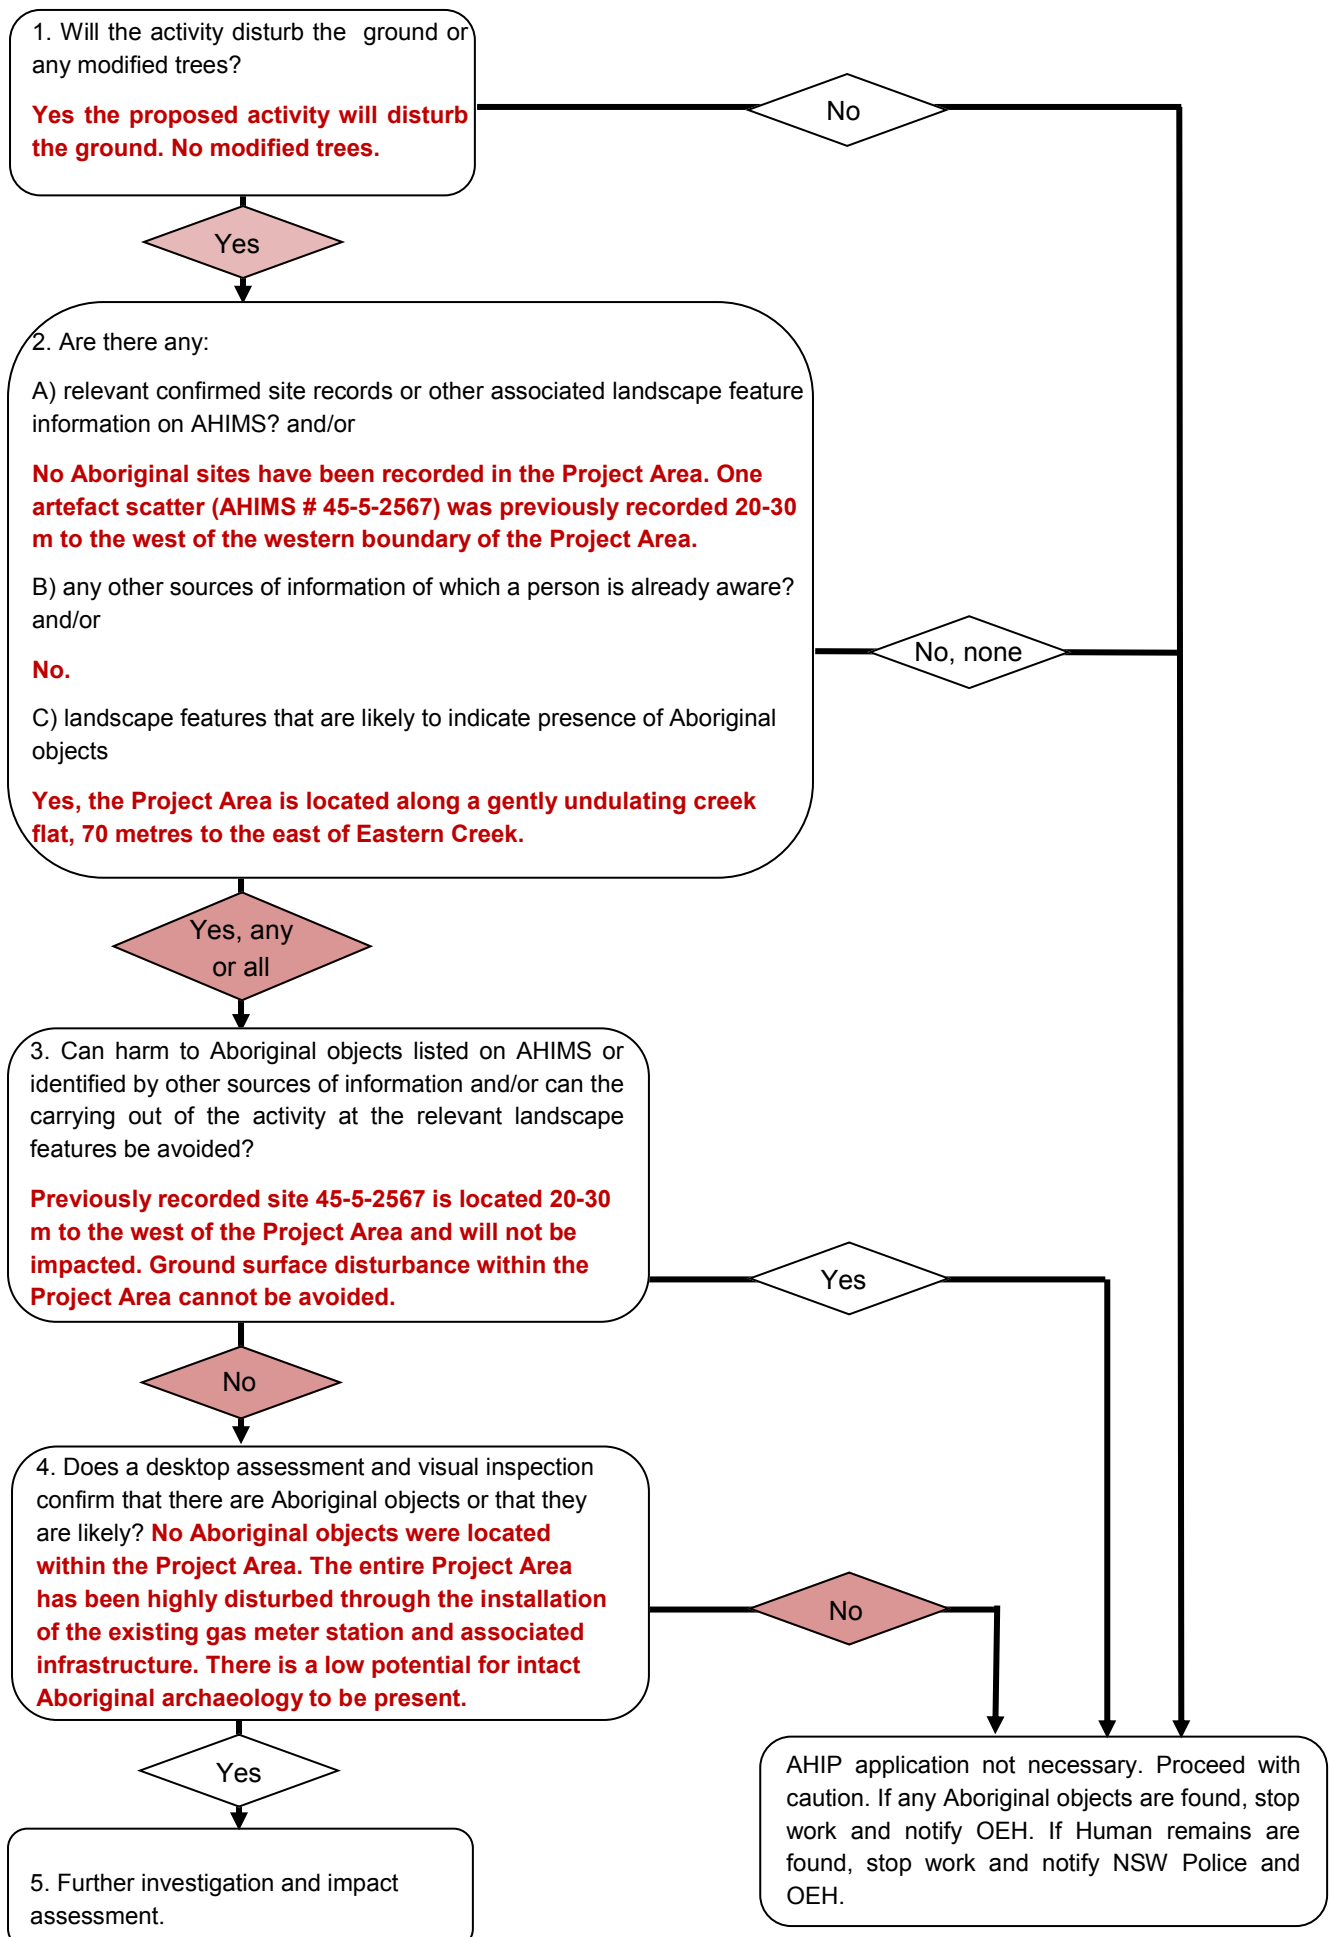 1. Will the activity disturb the ground or
any modified trees?
Yes the proposed activity will disturb
the ground. No modified trees.
No
Yes
2. Are there any:
A) relevant confirmed site records or other associated landscape feature
information on AHIMS? and/or
No Aboriginal sites have been recorded in the Project Area. One
artefact scatter (AHIMS # 45-5-2567) was previously recorded 20-30
m to the west of the western boundary of the Project Area.
B) any other sources of information of which a person is already aware?
and/or
No.
C) landscape features that are likely to indicate presence of Aboriginal
objects
Yes, the Project Area is located along a gently undulating creek
flat, 70 metres to the east of Eastern Creek.
No, none
Yes, any
or all
3. Can harm to Aboriginal objects listed on AHIMS or
identified by other sources of information and/or can the
carrying out of the activity at the relevant landscape
features be avoided?
Previously recorded site 45-5-2567 is located 20-30
m to the west of the Project Area and will not be
impacted. Ground surface disturbance within the
Project Area cannot be avoided.
Yes
No
4. Does a desktop assessment and visual inspection
confirm that there are Aboriginal objects or that they
are likely? No Aboriginal objects were located
within the Project Area. The entire Project Area
has been highly disturbed through the installation
of the existing gas meter station and associated
infrastructure. There is a low potential for intact
Aboriginal archaeology to be present.
No
Yes
AHIP application not necessary. Proceed with
caution. If any Aboriginal objects are found, stop
work and notify OEH. If Human remains are
found, stop work and notify NSW Police and
OEH.
5. Further investigation and impact
assessment.